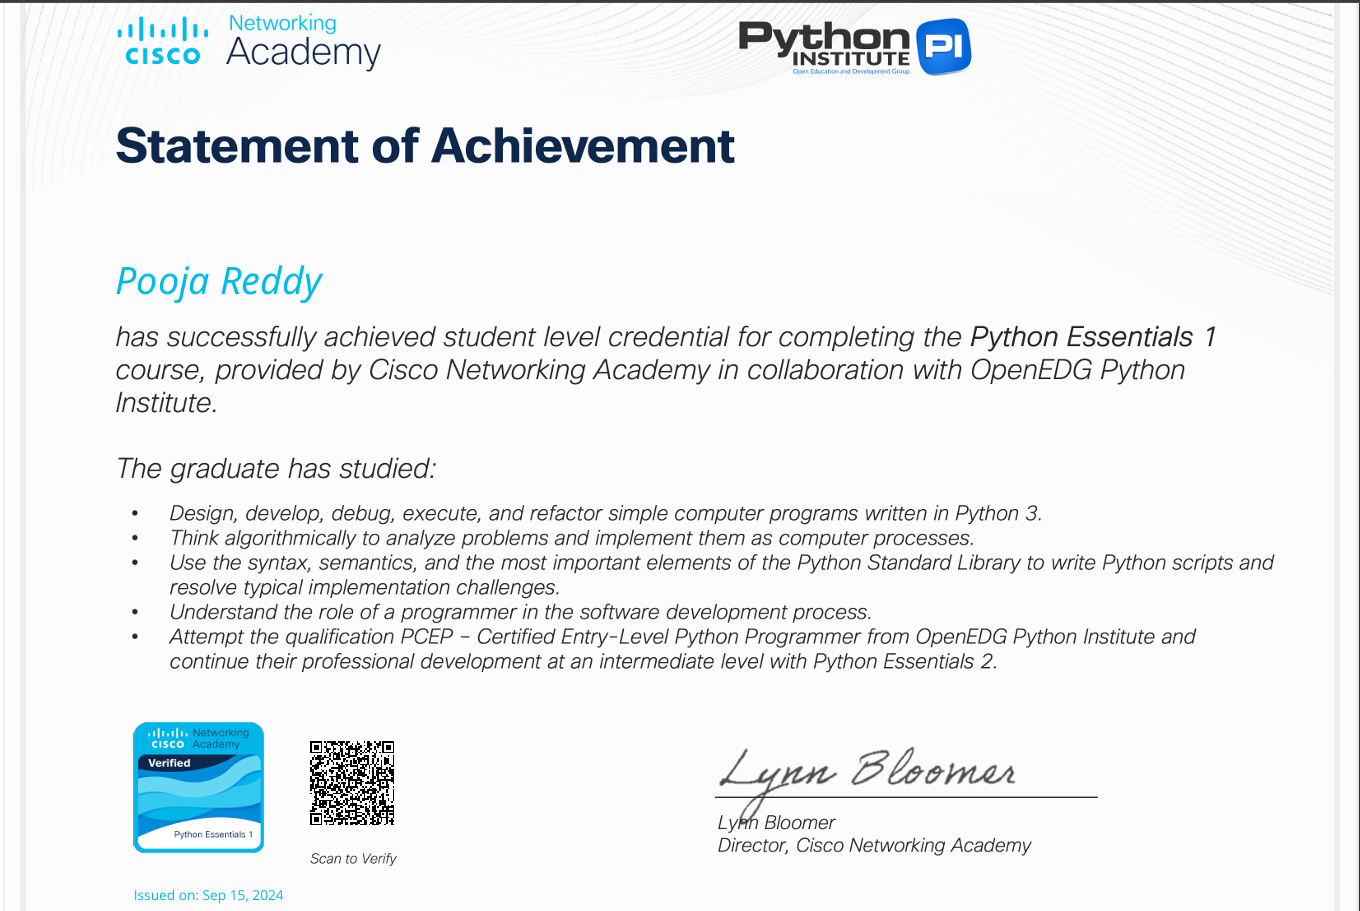 Networking
CISCO Academy
Python
INSTITUTE PI
Open Education and Development Group
Statement of Achievement
Pooja Reddy
has successfully achieved student level credential for completing the Python Essentials 1
course, provided by Cisco Networking Academy in collaboration with OpenEDG Python
Institute.
The graduate has studied:
• Design, develop, debug, execute, and refactor simple computer programs written in Python 3.
• Think algorithmically to analyze problems and implement them as computer processes.
• Use the syntax, semantics, and the most important elements of the Python Standard Library to write Python scripts and
resolve typical implementation challenges.
• Understand the role of a programmer in the software development process.
• Attempt the qualification PCEP – Certified Entry-Level Python Programmer from OpenEDG Python Institute and
continue their professional development at an intermediate level with Python Essentials 2.
Networking
CISCO Academy
Verified
Python Essentials 1
Scan to Verify
Lynn Bloomer
Lynn Bloomer
Director, Cisco Networking Academy
Issued on: Sep 15, 2024